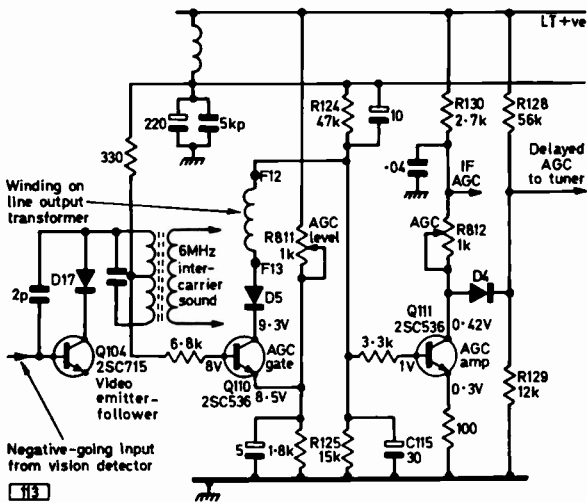 LT+ve
220
5kp
R124
47k
10
R130
2·7k
R128
56k
330
Delayed
AGC
to tuner
Winding on
line output
transformer
F12
·04
IF
AGC
R811
1k
AGC
level
AGC
R812
1k
6MHz
inter-
carrier
sound
F13
D17
2p
D5
D4
9·3V
Q111
2SC536
0·42V
6·8k
AGC
gate
3·3k
AGC
amp
Q104
2SC715
Video
emitter-
follower
8V
Q110
2SC536
8·5V
1V
0·3V
R129
12k
Negative-going input
from vision detector
5
1·8k
R125
15k
C115
30
100
113